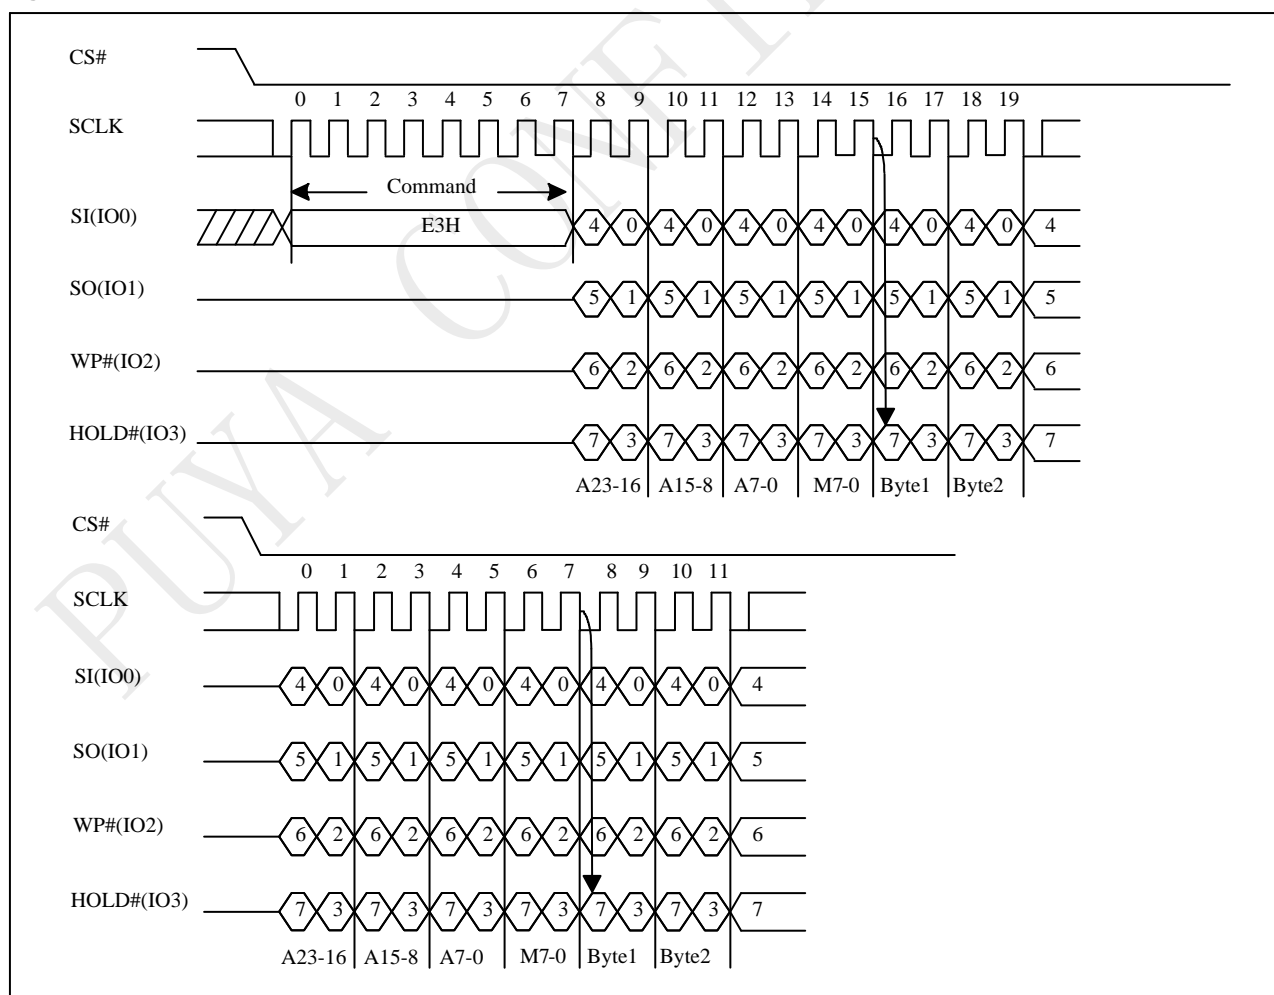 CS#
0 1 2 3 4 5 6 7 8 9 10 11 12 13 14 15 16 17 18 19
SCLK
Command
SI(IO0) E3H 4 0 4 0 4 0 4 0 4 0 4 0 4
SO(IO1) 5 1 5 1 5 1 5 1 5 1 5 1 5
WP#(IO2) 6 2 6 2 6 2 6 2 6 2 6 2 6
HOLD#(IO3) 7 3 7 3 7 3 7 3 7 3 7 3 7
A23-16 A15-8 A7-0 M7-0 Byte1 Byte2
CS#
0 1 2 3 4 5 6 7 8 9 10 11
SCLK
SI(IO0) 4 0 4 0 4 0 4 0 4 0 4 0 4
SO(IO1) 5 1 5 1 5 1 5 1 5 1 5 1 5
WP#(IO2) 6 2 6 2 6 2 6 2 6 2 6 2 6
HOLD#(IO3) 7 3 7 3 7 3 7 3 7 3 7 3 7
A23-16 A15-8 A7-0 M7-0 Byte1 Byte2
PUYA CONF